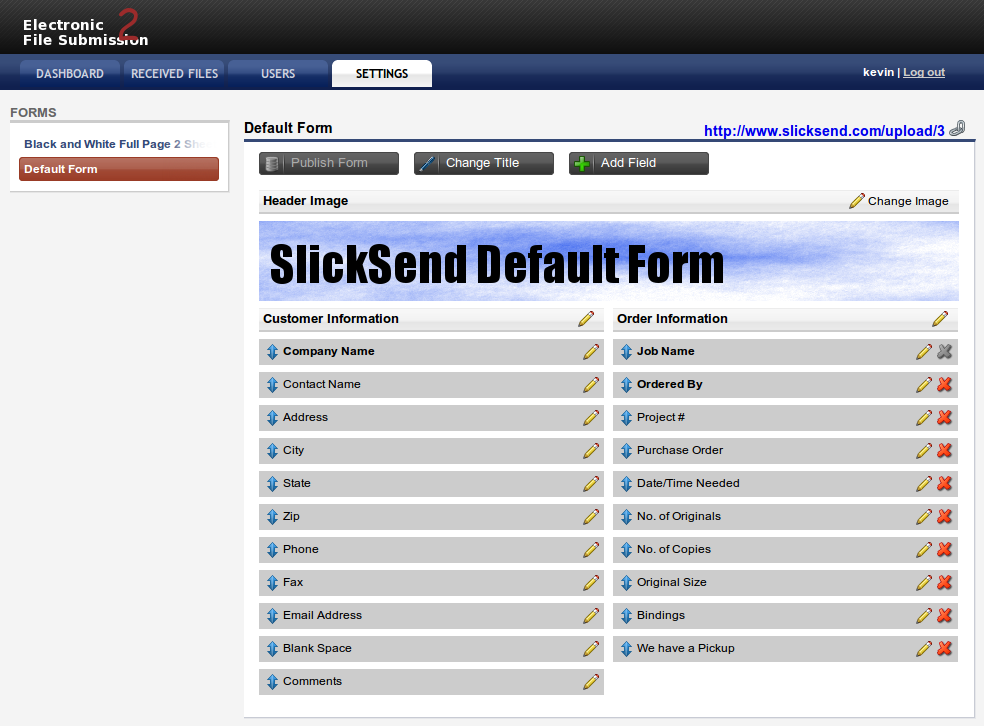 Electronic 2
File Submission
DASHBOARD RECEIVED FILES USERS SETTINGS kevin | Log out
FORMS
Black and White Full Page 2 She
Default Form
Default Form http://www.slicksend.com/upload/3
Publish Form Change Title Add Field
Header Image Change Image
SlickSend Default Form
Customer Information
Company Name
Contact Name
Address
City
State
Zip
Phone
Fax
Email Address
Blank Space
Comments
Order Information
Job Name
Ordered By
Project #
Purchase Order
Date/Time Needed
No. of Originals
No. of Copies
Original Size
Bindings
We have a Pickup